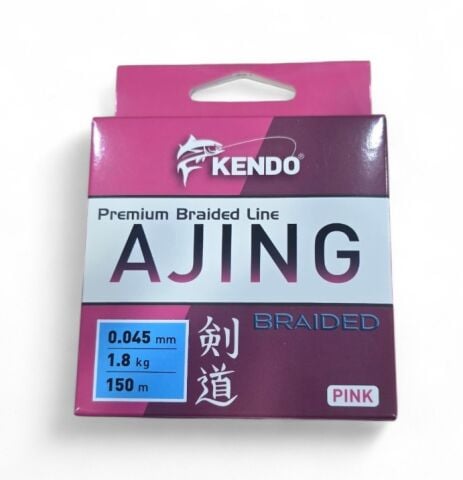 KENDO®
Premium Braided Line
AJING
BRAIDED
0.045 mm
1.8 kg
150 m
剣道
PINK